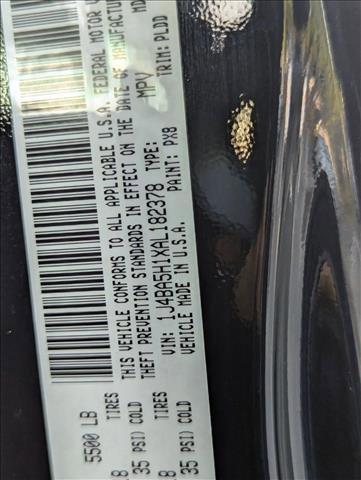 5500 LB
TIRES
TIRES
35 PSI) COLD
35 PSI) COLD
THIS VEHICLE CONFORMS TO ALL APPLICABLE U.S.A. FEDERAL MOTOR
THEFT PREVENTION STANDARDS IN EFFECT ON THE DATE OF MANUFACTUR
VIN: 1J4BA5H1XAL182378 TYPE: MPV
PAINT: PX8 TRIM: PLDD
VEHICLE MADE IN U.S.A.